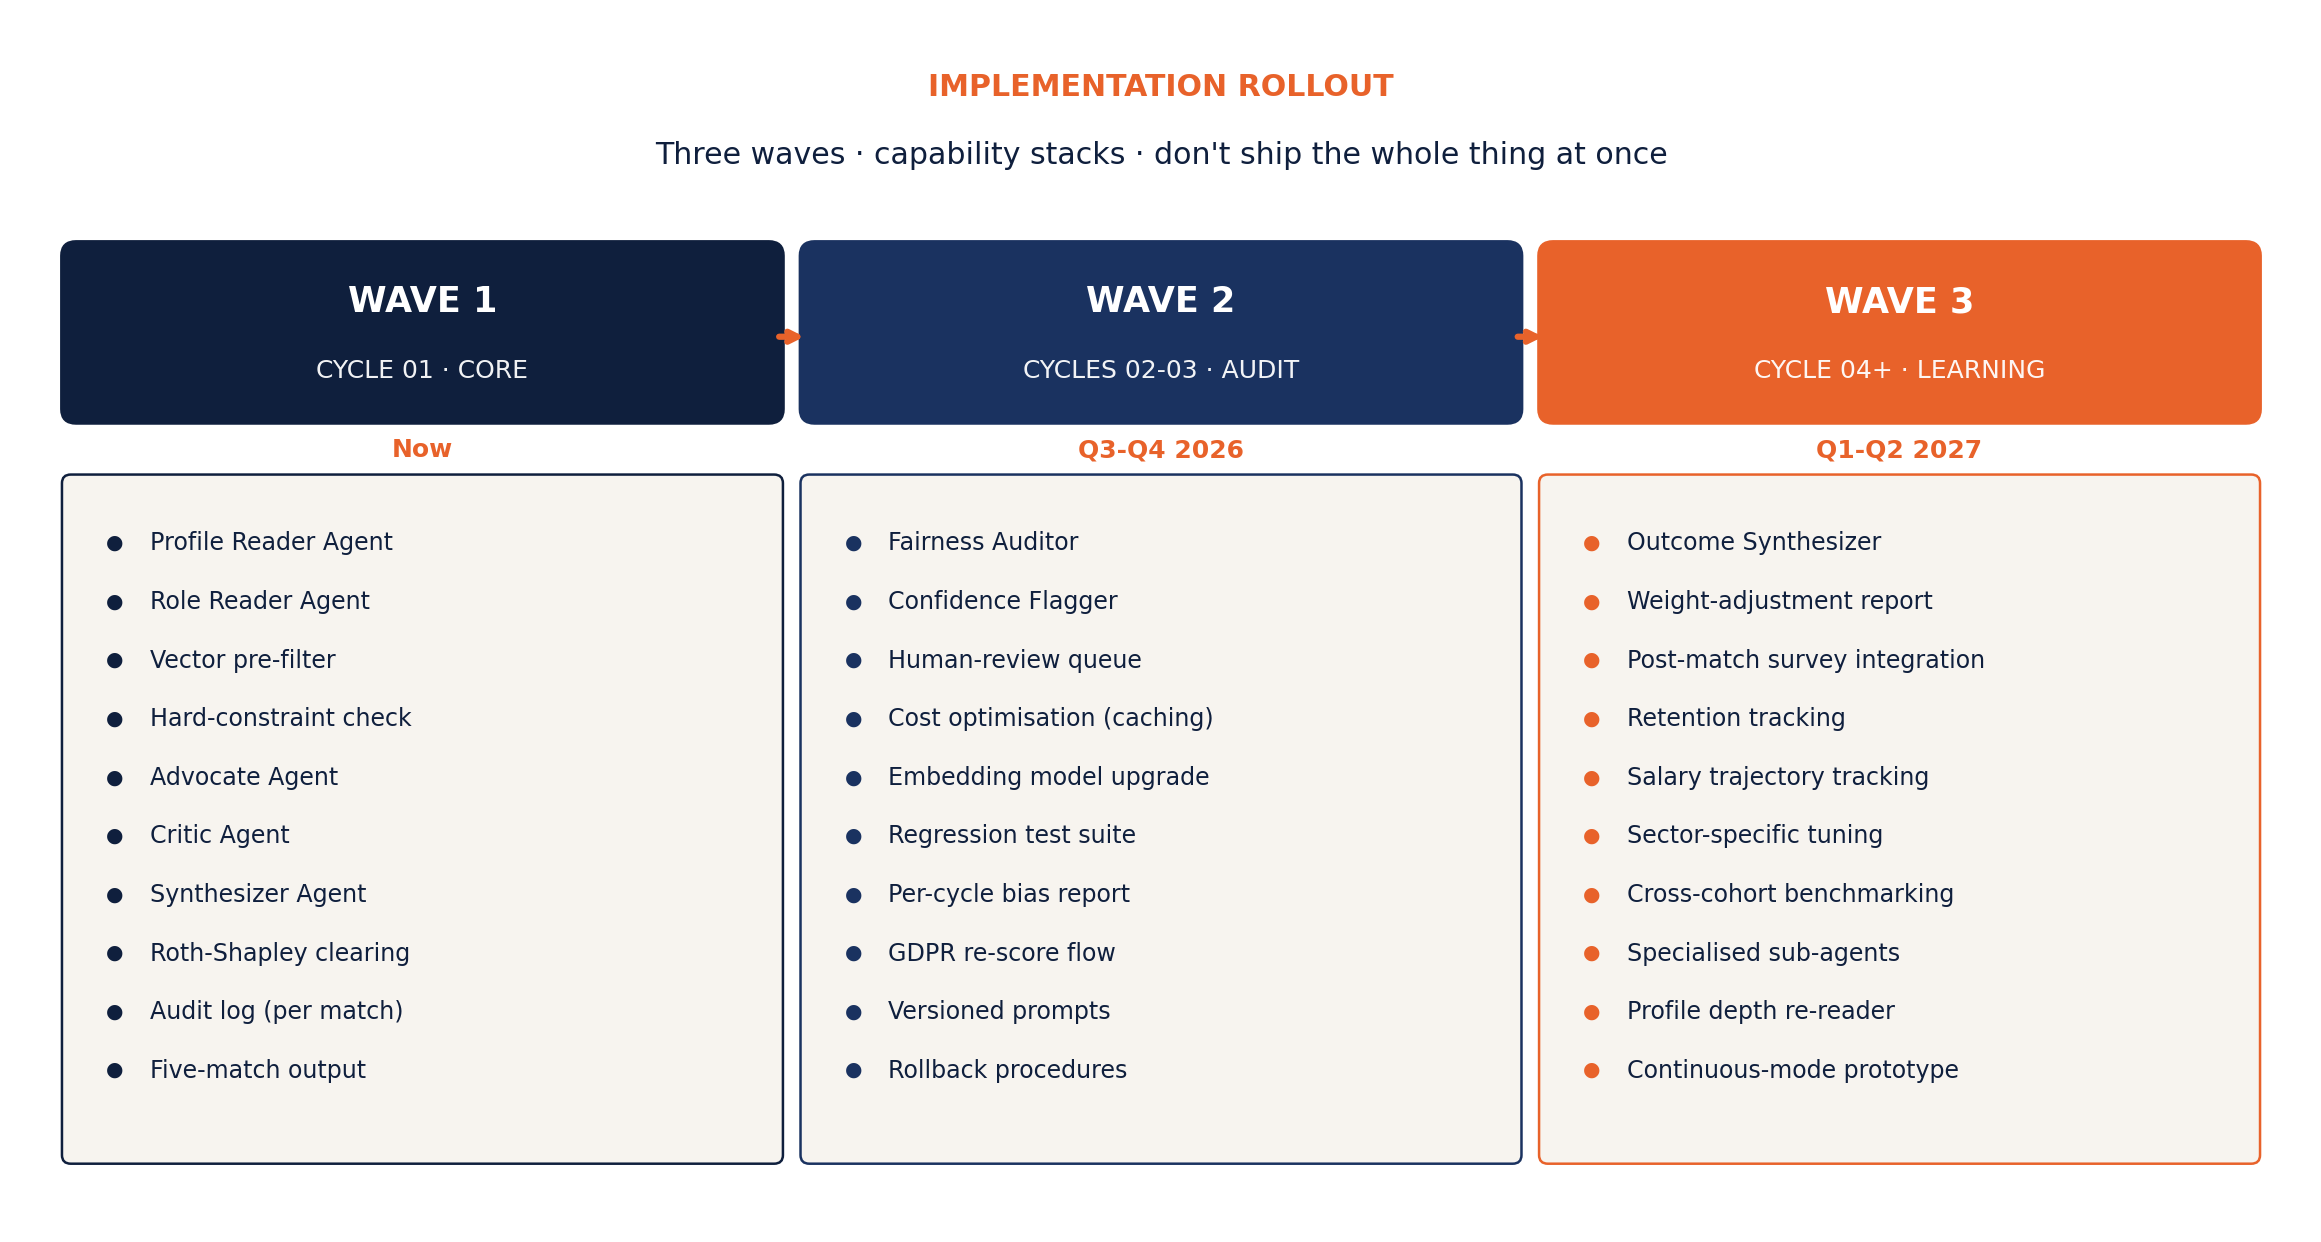 IMPLEMENTATION ROLLOUT
Three waves · capability stacks · don't ship the whole thing at once
WAVE 1
CYCLE 01 · CORE
Now
Profile Reader Agent
Role Reader Agent
Vector pre-filter
Hard-constraint check
Advocate Agent
Critic Agent
Synthesizer Agent
Roth-Shapley clearing
Audit log (per match)
Five-match output
WAVE 2
CYCLES 02-03 · AUDIT
Q3-Q4 2026
Fairness Auditor
Confidence Flagger
Human-review queue
Cost optimisation (caching)
Embedding model upgrade
Regression test suite
Per-cycle bias report
GDPR re-score flow
Versioned prompts
Rollback procedures
WAVE 3
CYCLE 04+ · LEARNING
Q1-Q2 2027
Outcome Synthesizer
Weight-adjustment report
Post-match survey integration
Retention tracking
Salary trajectory tracking
Sector-specific tuning
Cross-cohort benchmarking
Specialised sub-agents
Profile depth re-reader
Continuous-mode prototype